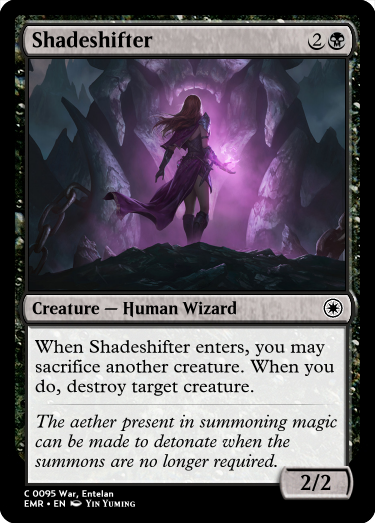 Shadeshifter 2
Creature — Human Wizard
When Shadeshifter enters, you may
sacrifice another creature. When you
do, destroy target creature.
The aether present in summoning magic
can be made to detonate when the
summons are no longer required.
2/2
C 0095 War, Entelan
EMR • EN Yin Yuming